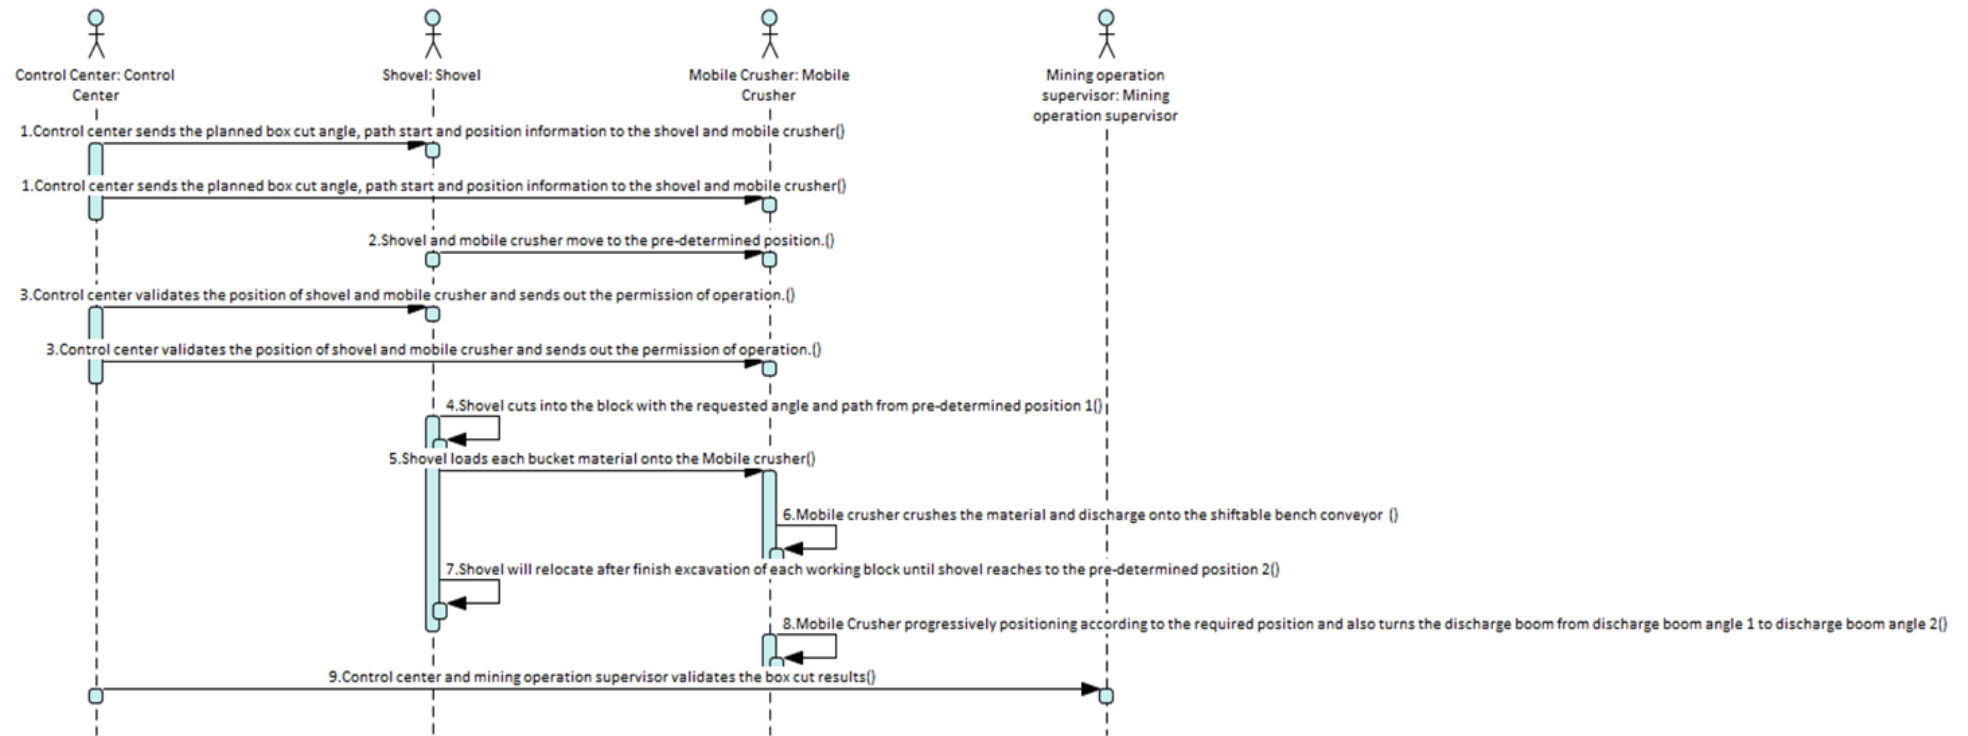 Control Center: Control
Center
Shovel: Shovel
Mobile Crusher: Mobile
Crusher
Mining operation
supervisor: Mining
operation supervisor
1.Control center sends the planned box cut angle, path start and position information to the shovel and mobile crusher()
1.Control center sends the planned box cut angle, path start and position information to the shovel and mobile crusher()
2.Shovel and mobile crusher move to the pre-determined position.()
3.Control center validates the position of shovel and mobile crusher and sends out the permission of operation.()
3.Control center validates the position of shovel and mobile crusher and sends out the permission of operation.()
4.Shovel cuts into the block with the requested angle and path from pre-determined position 1()
5.Shovel loads each bucket material onto the Mobile crusher()
6.Mobile crusher crushes the material and discharge onto the shiftable bench conveyor ()
7.Shovel will relocate after finish excavation of each working block until shovel reaches to the pre-determined position 2()
8.Mobile Crusher progressively positioning according to the required position and also turns the discharge boom from discharge boom angle 1 to discharge boom angle 2()
9.Control center and mining operation supervisor validates the box cut results()